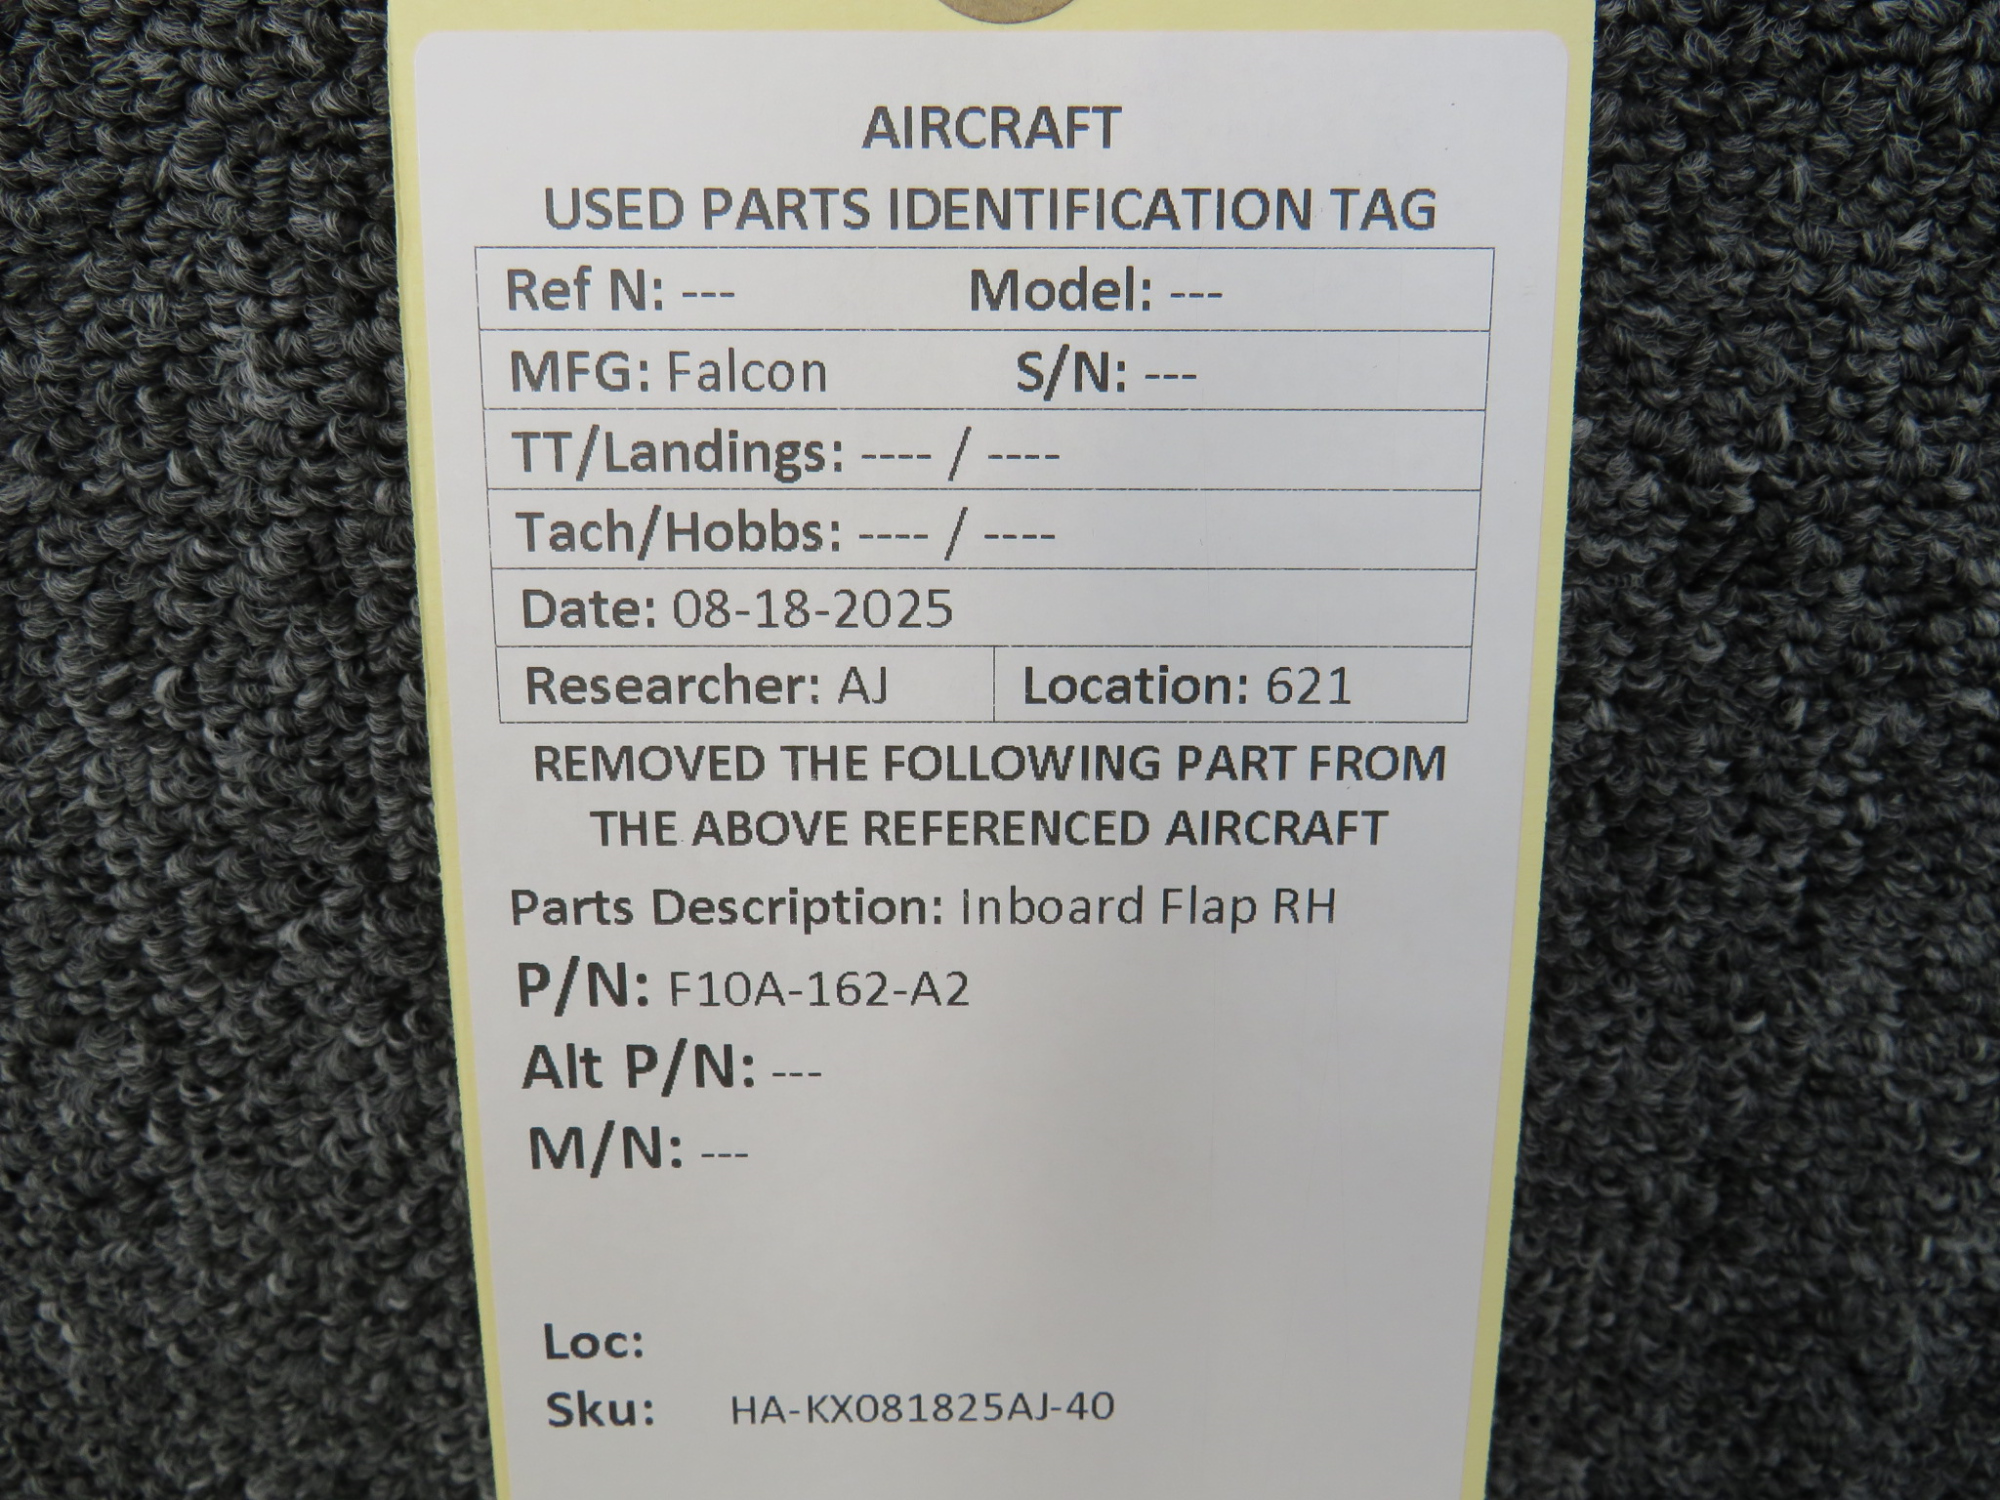 AIRCRAFT
USED PARTS IDENTIFICATION TAG
Ref N: --- Model: ---
MFG: Falcon S/N: ---
TT/Landings: ---- / ----
Tach/Hobbs: ---- / ----
Date: 08-18-2025
Researcher: AJ Location: 621
REMOVED THE FOLLOWING PART FROM
THE ABOVE REFERENCED AIRCRAFT
Parts Description: Inboard Flap RH
P/N: F10A-162-A2
Alt P/N: ---
M/N: ---
Loc:
Sku: HA-KX081825AJ-40